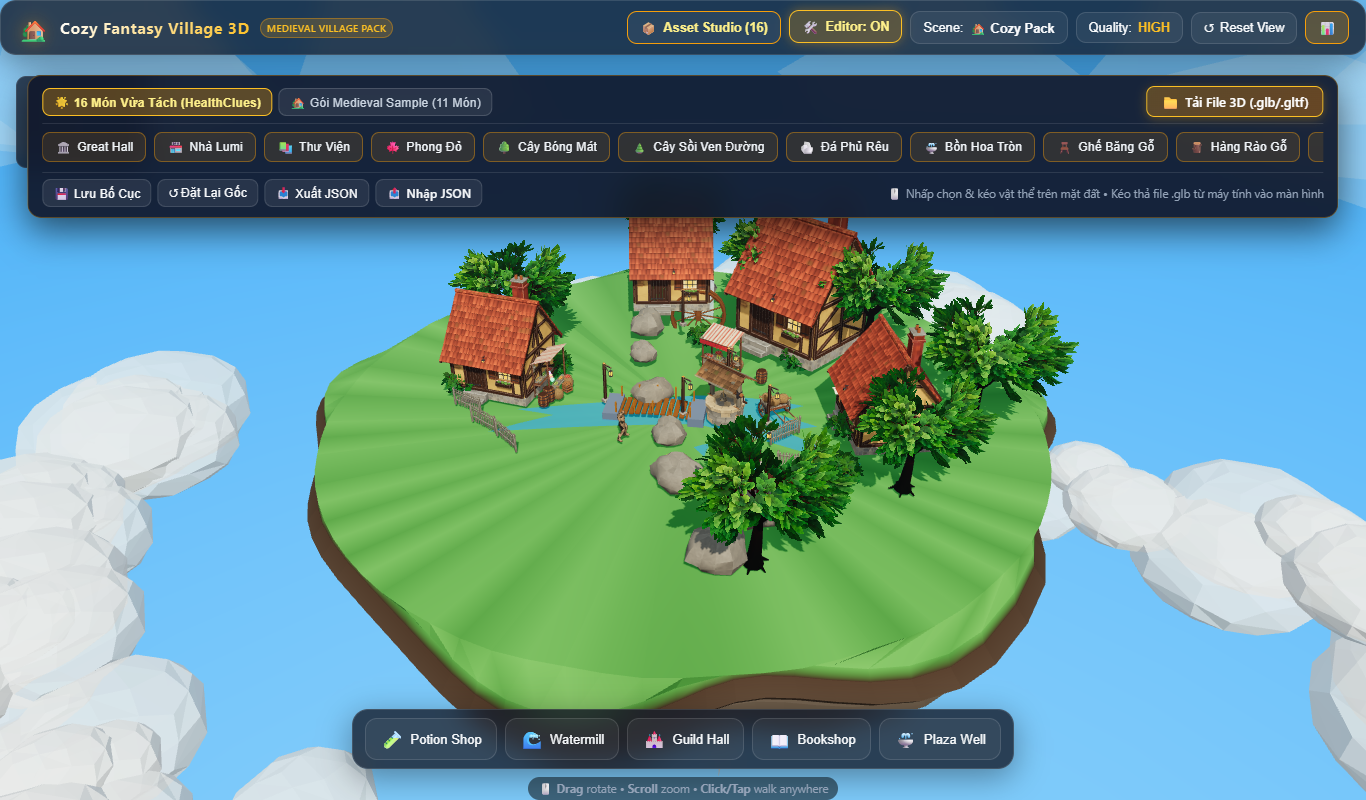 Cozy Fantasy Village 3D MEDIEVAL VILLAGE PACK Asset Studio (16) Editor: ON Scene: Cozy Pack Quality: HIGH ↺ Reset View
16 Món Vừa Tách (HealthClues) Gói Medieval Sample (11 Món) Tải File 3D (.glb/.gltf)
Great Hall Nhà Lumi Thư Viện Phong Đỏ Cây Bóng Mát Cây Sồi Ven Đường Đá Phủ Rêu Bồn Hoa Tròn Ghế Băng Gỗ Hàng Rào Gỗ
Lưu Bố Cục ↺ Đặt Lại Gốc Xuất JSON Nhập JSON Nhấp chọn & kéo vật thể trên mặt đất • Kéo thả file .glb từ máy tính vào màn hình
Potion Shop Watermill Guild Hall Bookshop Plaza Well
Drag rotate • Scroll zoom • Click/Tap walk anywhere